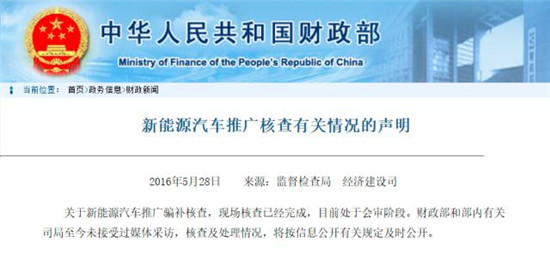 中华人民共和国财政部
Ministry of Finance of the People's Republic of China
当前位置：首页>政务信息>财政新闻
新能源汽车推广核查有关情况的声明
2016年5月28日 来源：监督检查局 经济建设司
关于新能源汽车推广骗补核查，现场核查已经完成，目前处于会审阶段。财政部和部内有关
司局至今未接受过媒体采访，核查及处理情况，将按信息公开有关规定及时公开。